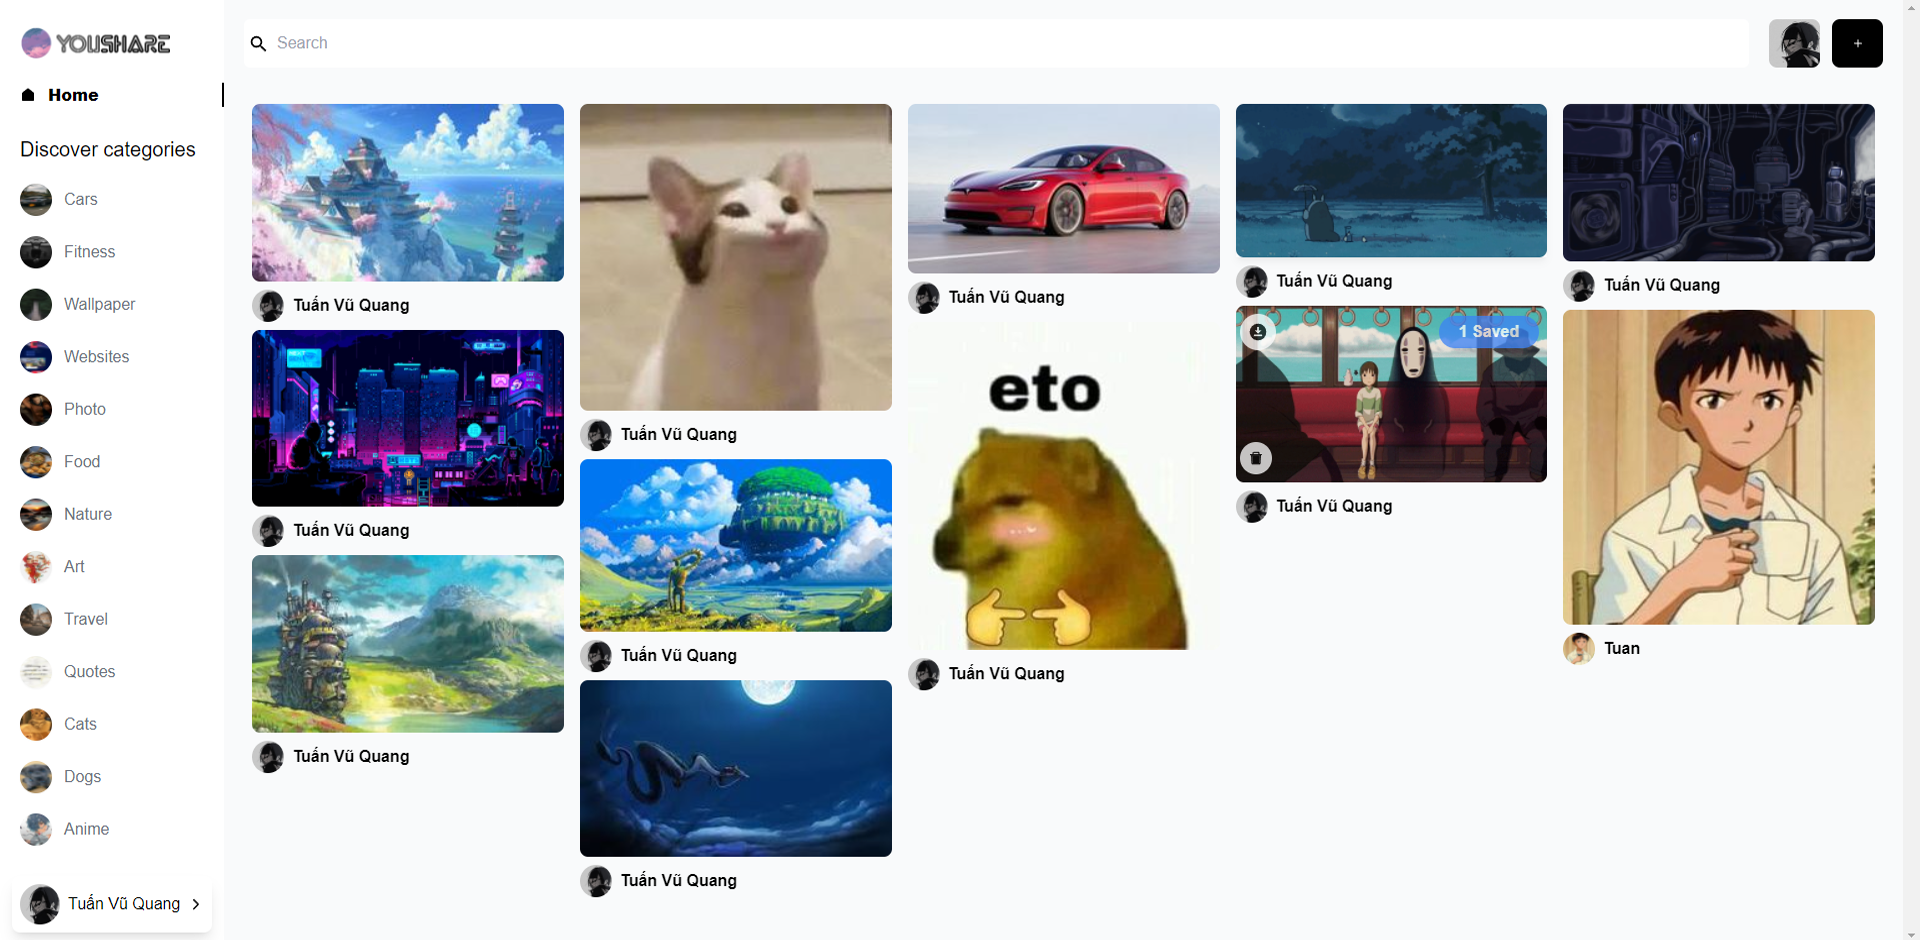 YOUSHARE
Search
+
Home
Discover categories
Cars
Fitness
Wallpaper
Websites
Photo
Food
Nature
Art
Travel
Quotes
Cats
Dogs
Anime
Tuấn Vũ Quang
Tuấn Vũ Quang
Tuấn Vũ Quang
Tuấn Vũ Quang
Tuấn Vũ Quang
Tuấn Vũ Quang
Tuấn Vũ Quang
Tuấn Vũ Quang
eto
Tuấn Vũ Quang
Tuấn Vũ Quang
1 Saved
Tuấn Vũ Quang
Tuấn Vũ Quang
Tuan